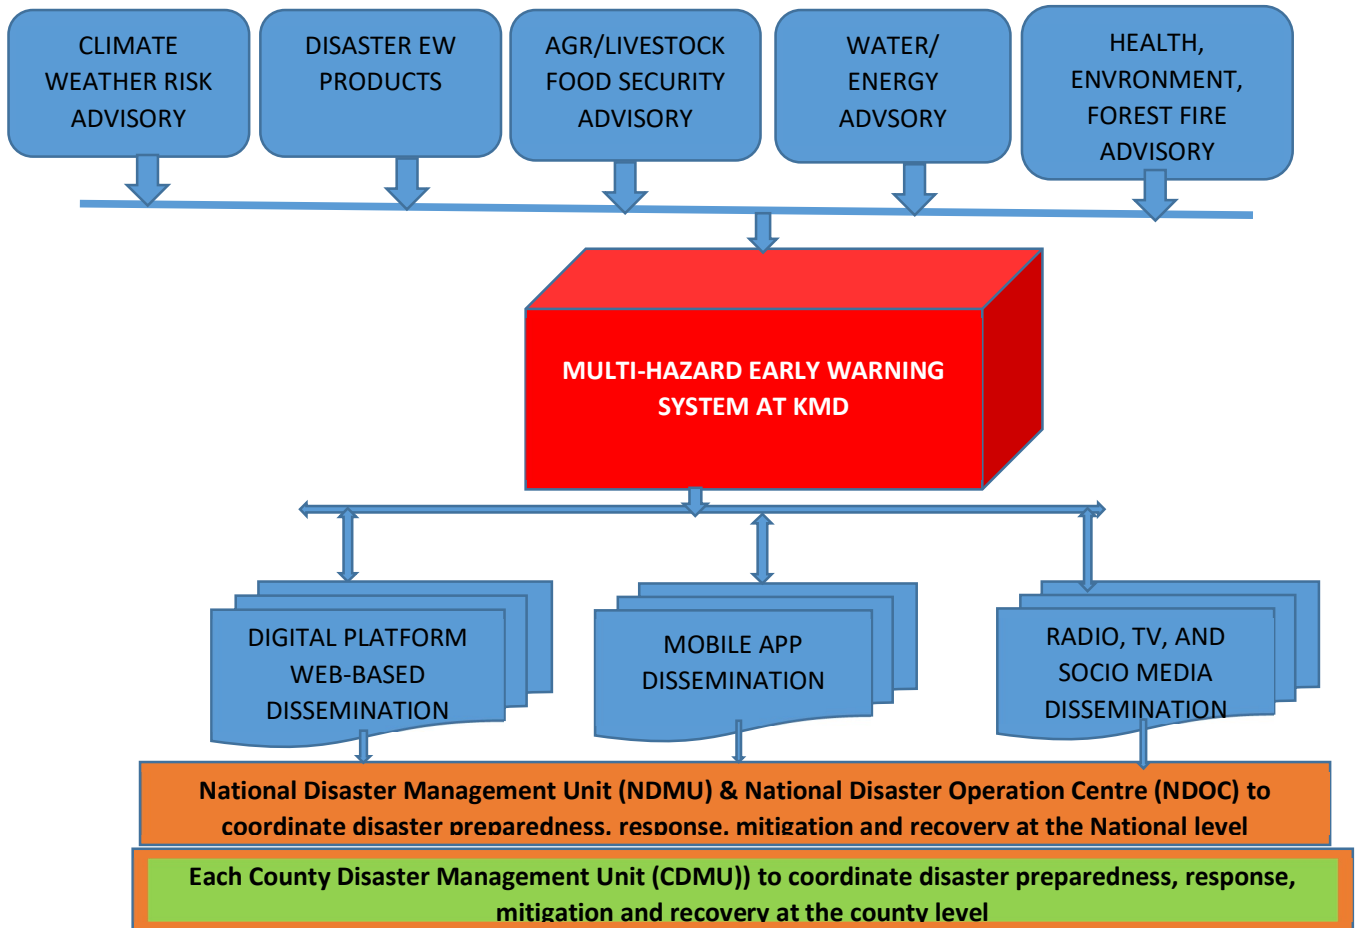 CLIMATE
WEATHER RISK
ADVISORY
DISASTER EW
PRODUCTS
AGR/LIVESTOCK
FOOD SECURITY
ADVISORY
WATER/
ENERGY
ADVSORY
HEALTH,
ENVRONMENT,
FOREST FIRE
ADVISORY
MULTI-HAZARD EARLY WARNING
SYSTEM AT KMD
DIGITAL PLATFORM
WEB-BASED
DISSEMINATION
MOBILE APP
DISSEMINATION
RADIO, TV, AND
SOCIO MEDIA
DISSEMINATION
National Disaster Management Unit (NDMU) & National Disaster Operation Centre (NDOC) to
coordinate disaster preparedness, response, mitigation and recovery at the National level
Each County Disaster Management Unit (CDMU)) to coordinate disaster preparedness, response,
mitigation and recovery at the county level